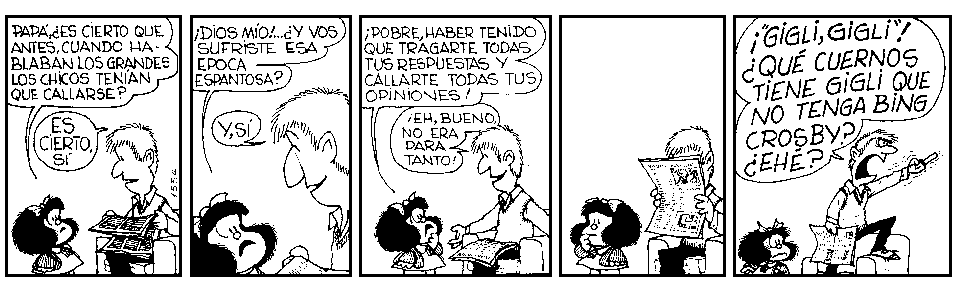 PAPÁ,¿ES CIERTO QUE
ANTES, CUANDO HA-
BLABAN LOS GRANDES
LOS CHICOS TENÍAN
QUE CALLARSE?
ES
CIERTO,
SÍ
¡DIOS MÍO!...¿Y VOS
SUFRISTE ESA
EPOCA
ESPANTOSA?
Y, SÍ
¡POBRE, HABER TENIDO
QUE TRAGARTE TODAS
TUS RESPUESTAS Y
CALLARTE TODAS TUS
OPINIONES!
¡EH, BUENO,
NO ERA
PARA
TANTO!
¡"GIGLI, GIGLI"!
¿QUÉ CUERNOS
TIENE GIGLI QUE
NO TENGA BING
CROSBY?
¿EHÉ?